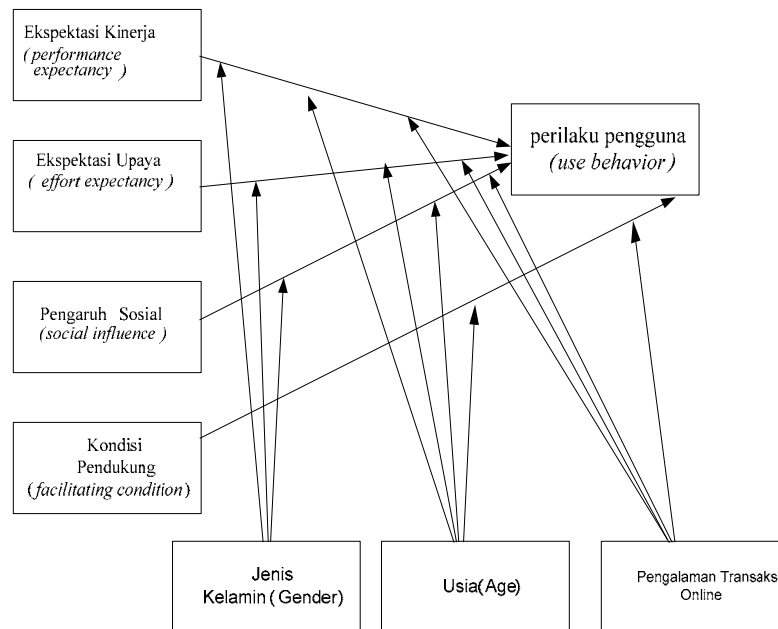 Ekspektasi Kinerja
(performance
expectancy )
Ekspektasi Upaya
( effort expectancy )
Pengaruh Sosial
(social influence )
Kondisi
Pendukung
(facilitating condition)
perilaku pengguna
(use behavior )
Jenis
Kelamin ( Gender)
Usia(Age)
Pengalaman Transaks
Online